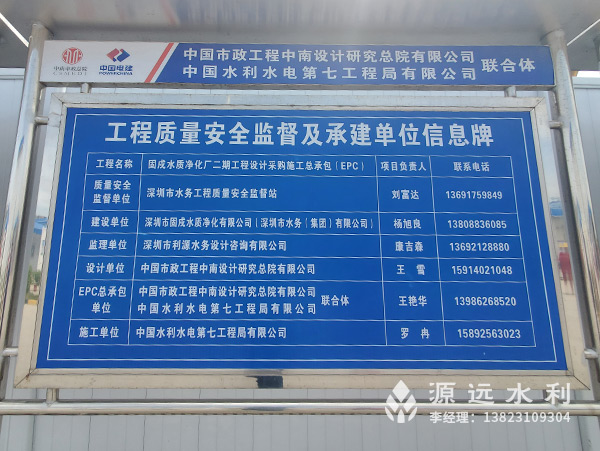 中南市政总院
CSMEDI
中国电建
POWERCHINA
中国市政工程中南设计研究总院有限公司
中国水利水电第七工程局有限公司
联合体
工程质量安全监督及承建单位信息牌
工程名称 固戍水质净化厂二期工程设计采购施工总承包（EPC） 项目负责人 联系电话
质量安全监督单位 深圳市水务工程质量安全监督站 刘富达 13691759849
建设单位 深圳市固戍水质净化有限公司（深圳市水务（集团）有限公司） 杨旭良 13808836085
监理单位 深圳市利源水务设计咨询有限公司 康吉淼 13692128880
设计单位 中国市政工程中南设计研究总院有限公司 王雪 15914021048
EPC总承包单位 中国市政工程中南设计研究总院有限公司
中国水利水电第七工程局有限公司 联合体 王艳华 13986268520
施工单位 中国水利水电第七工程局有限公司 罗冉 15892563023
源远水利
李经理：13823109304